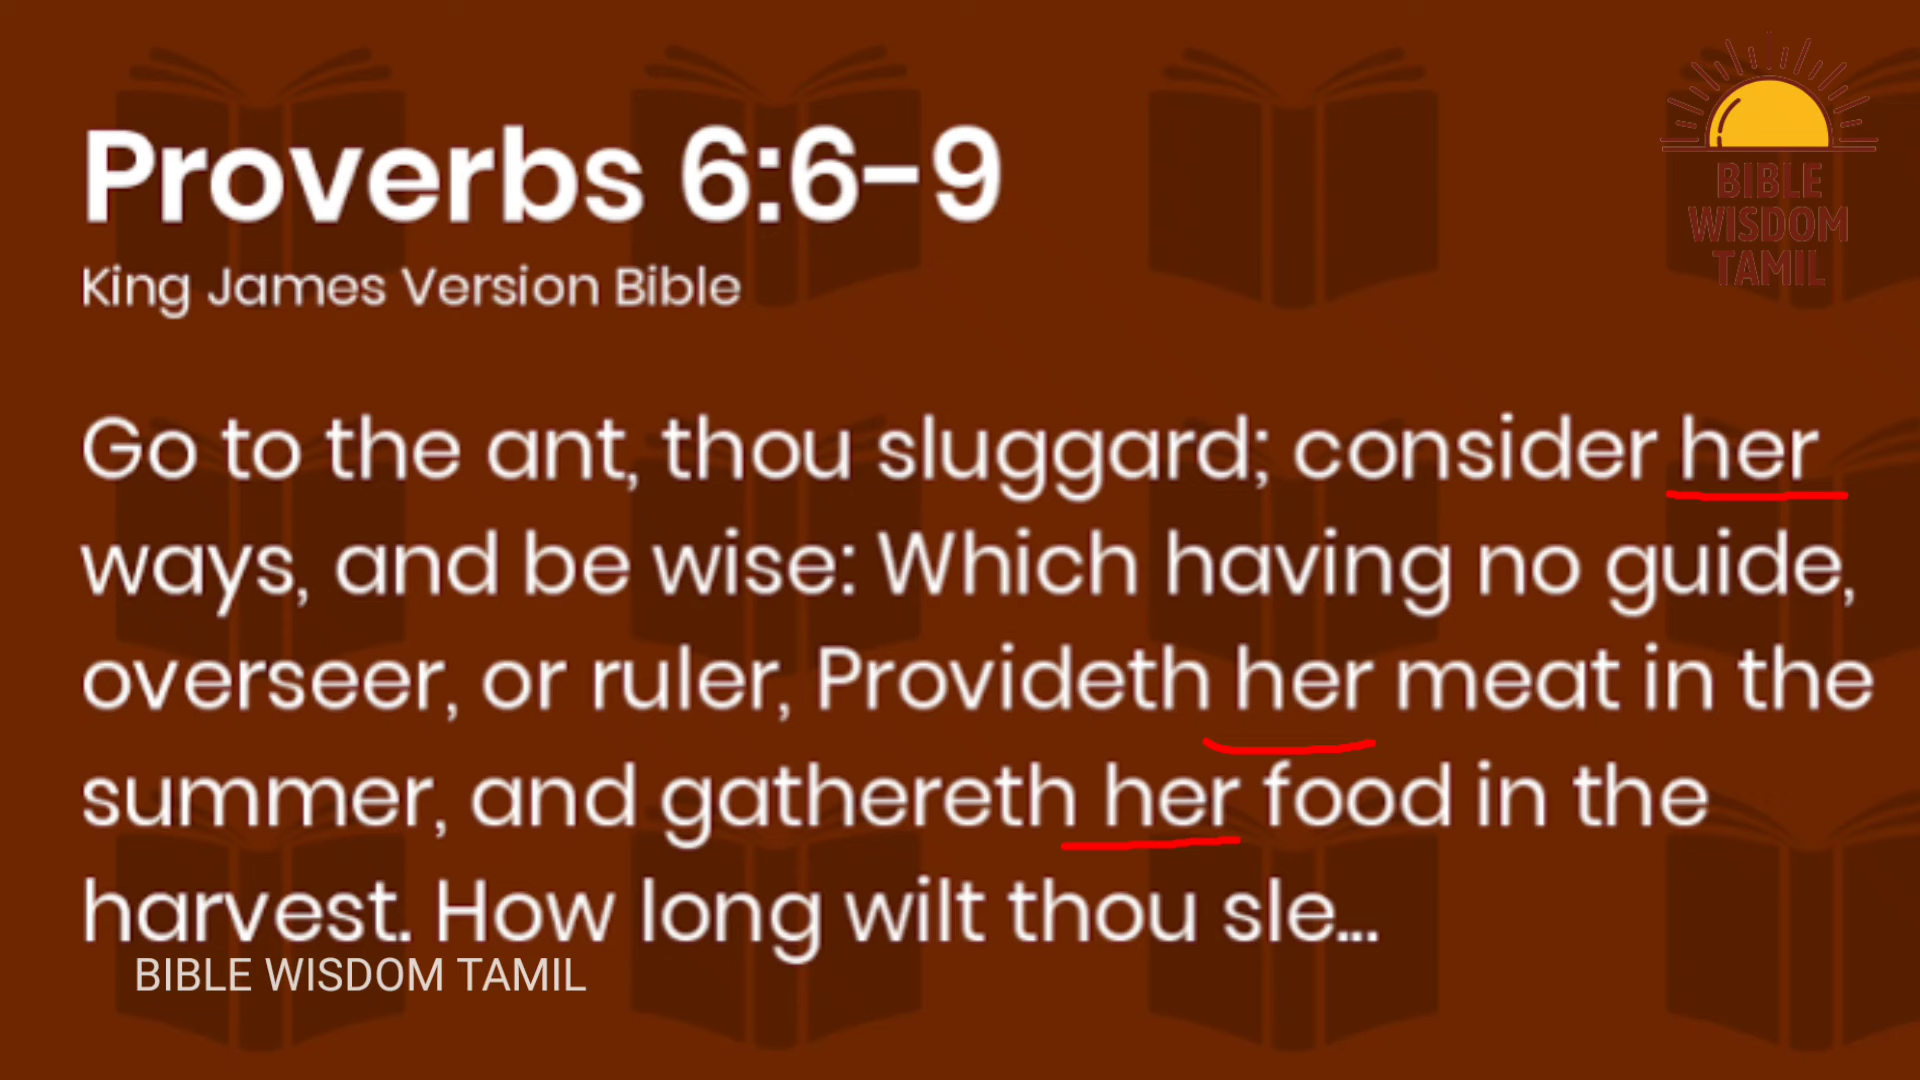 Proverbs 6:6-9
King James Version Bible
BIBLE
WISDOM
TAMIL
Go to the ant, thou sluggard; consider her
ways, and be wise: Which having no guide,
overseer, or ruler, Provideth her meat in the
summer, and gathereth her food in the
harvest. How long wilt thou sle...
BIBLE WISDOM TAMIL